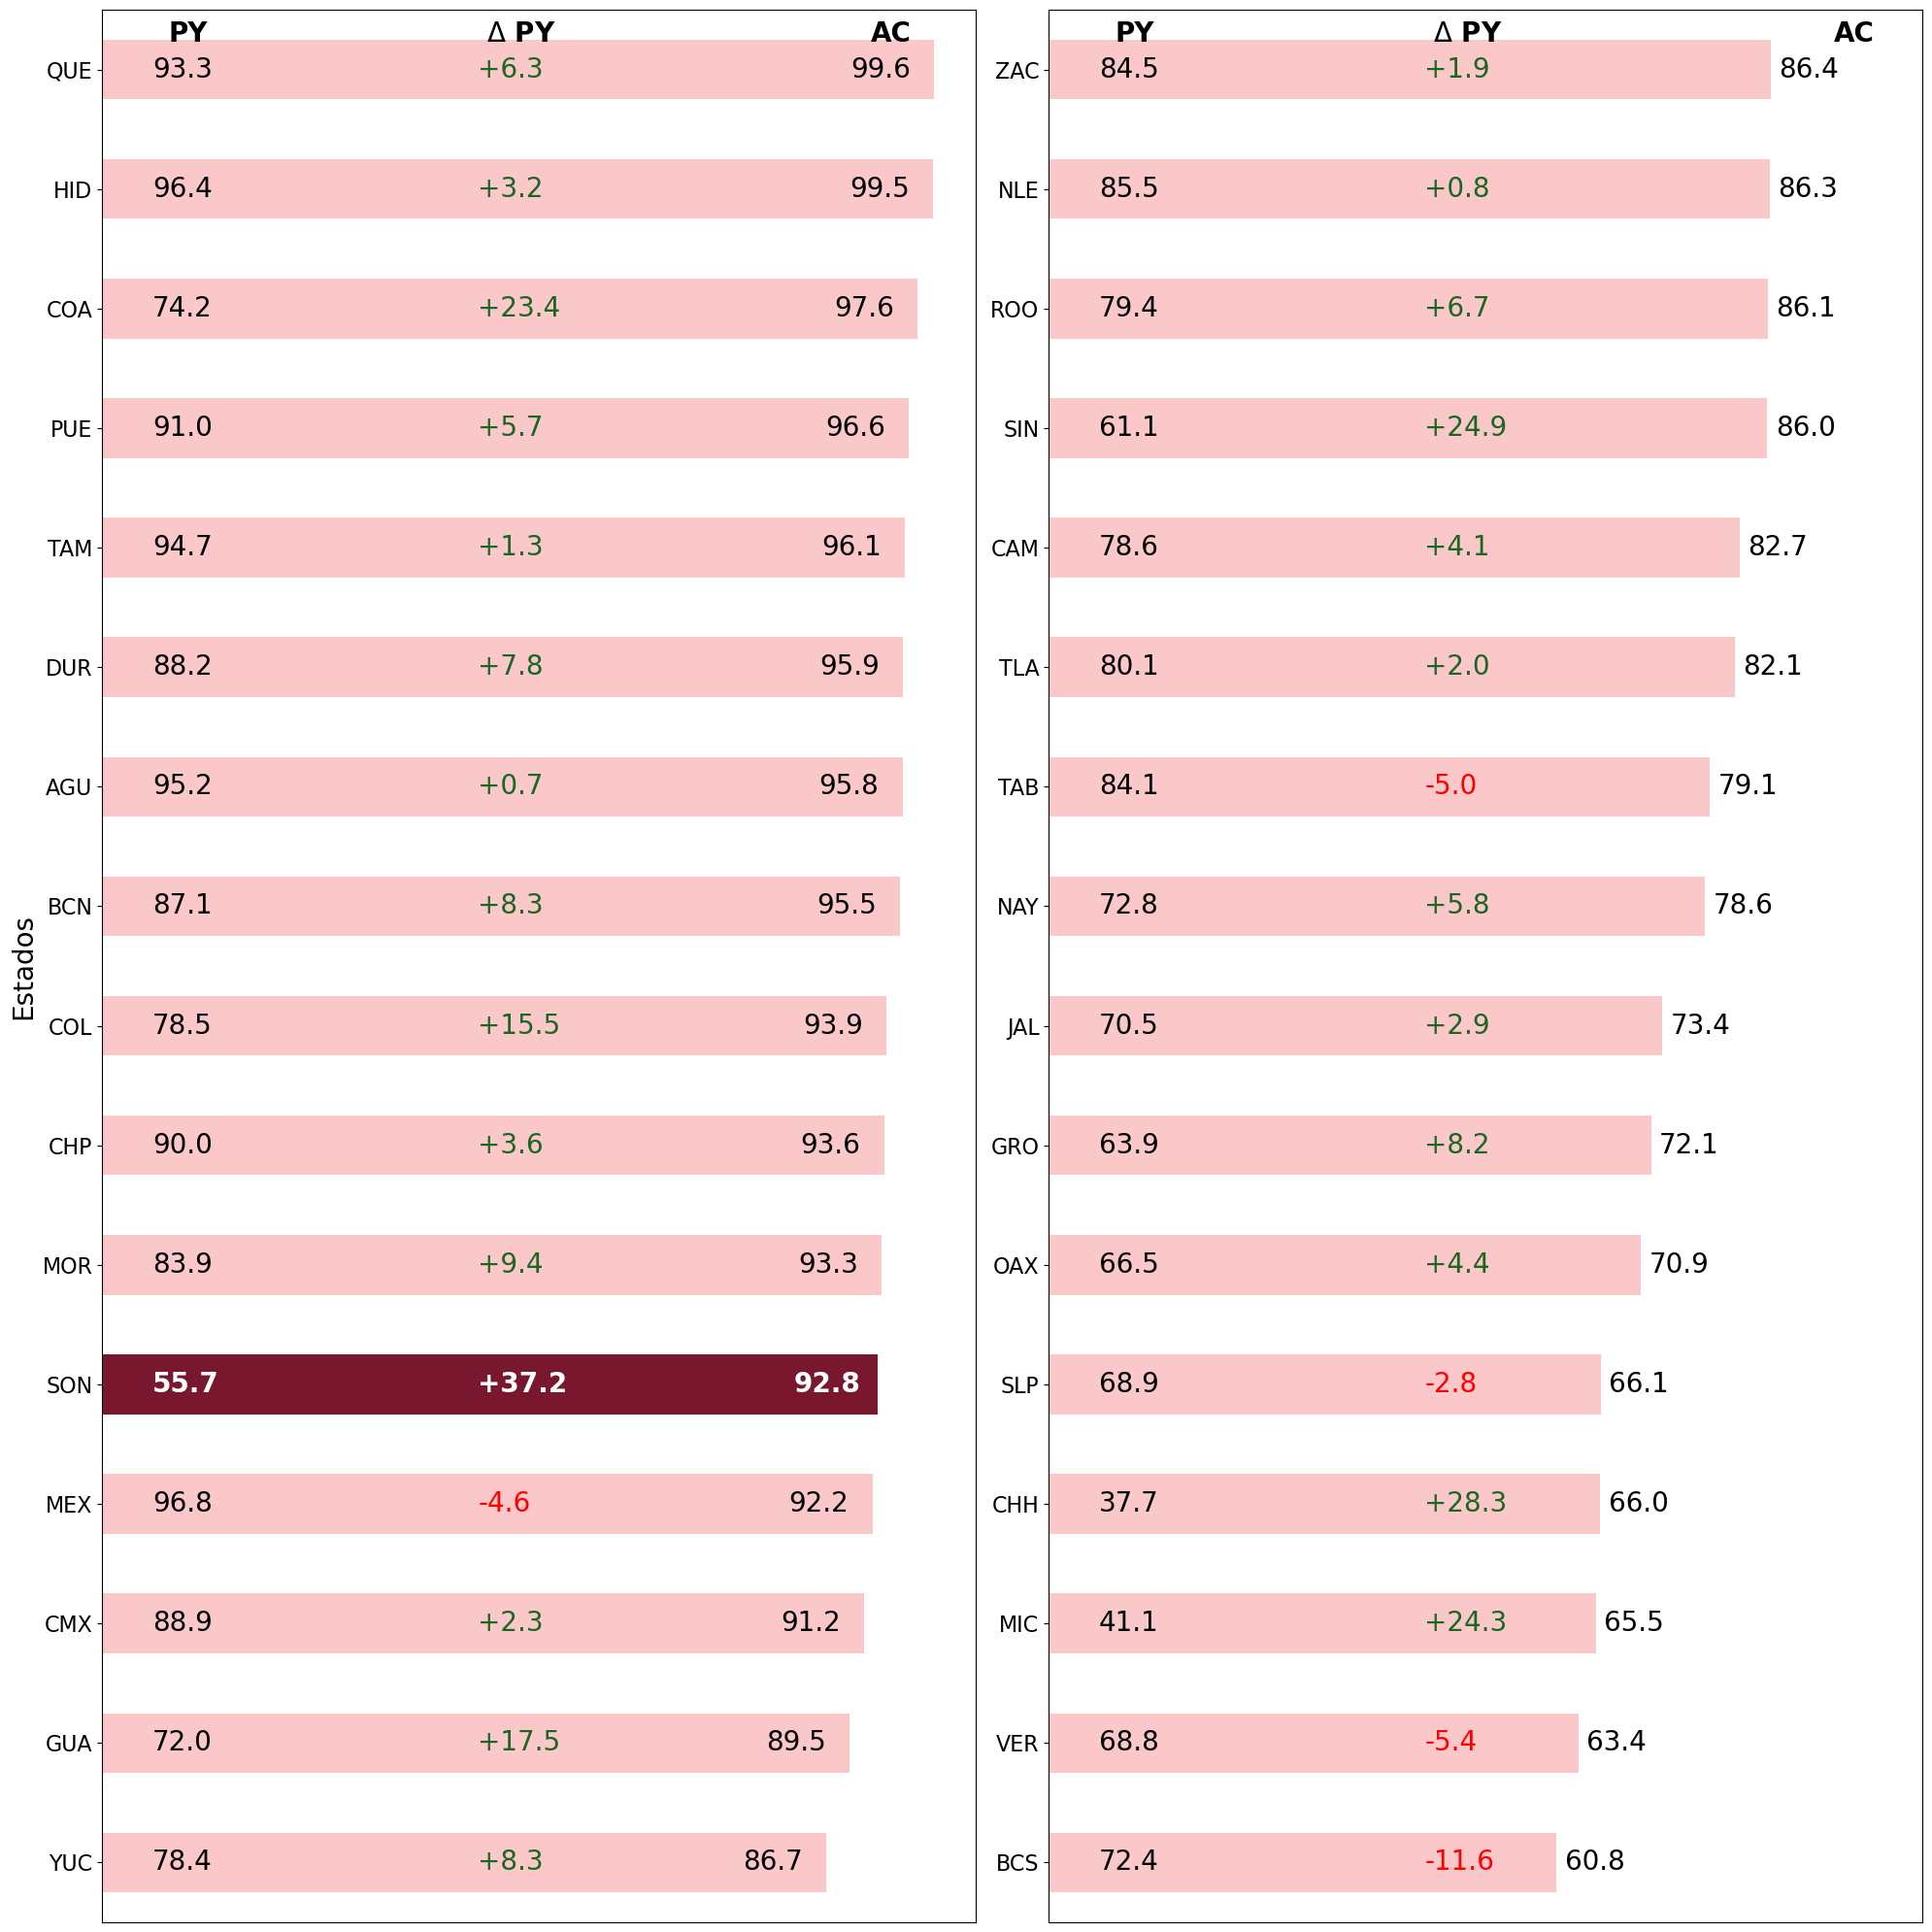 PY Δ PY AC
QUE 93.3 +6.3 99.6
HID 96.4 +3.2 99.5
COA 74.2 +23.4 97.6
PUE 91.0 +5.7 96.6
TAM 94.7 +1.3 96.1
DUR 88.2 +7.8 95.9
AGU 95.2 +0.7 95.8
BCN 87.1 +8.3 95.5
COL 78.5 +15.5 93.9
CHP 90.0 +3.6 93.6
MOR 83.9 +9.4 93.3
SON 55.7 +37.2 92.8
MEX 96.8 -4.6 92.2
CMX 88.9 +2.3 91.2
GUA 72.0 +17.5 89.5
YUC 78.4 +8.3 86.7
Estados
PY Δ PY AC
ZAC 84.5 +1.9 86.4
NLE 85.5 +0.8 86.3
ROO 79.4 +6.7 86.1
SIN 61.1 +24.9 86.0
CAM 78.6 +4.1 82.7
TLA 80.1 +2.0 82.1
TAB 84.1 -5.0 79.1
NAY 72.8 +5.8 78.6
JAL 70.5 +2.9 73.4
GRO 63.9 +8.2 72.1
OAX 66.5 +4.4 70.9
SLP 68.9 -2.8 66.1
CHH 37.7 +28.3 66.0
MIC 41.1 +24.3 65.5
VER 68.8 -5.4 63.4
BCS 72.4 -11.6 60.8